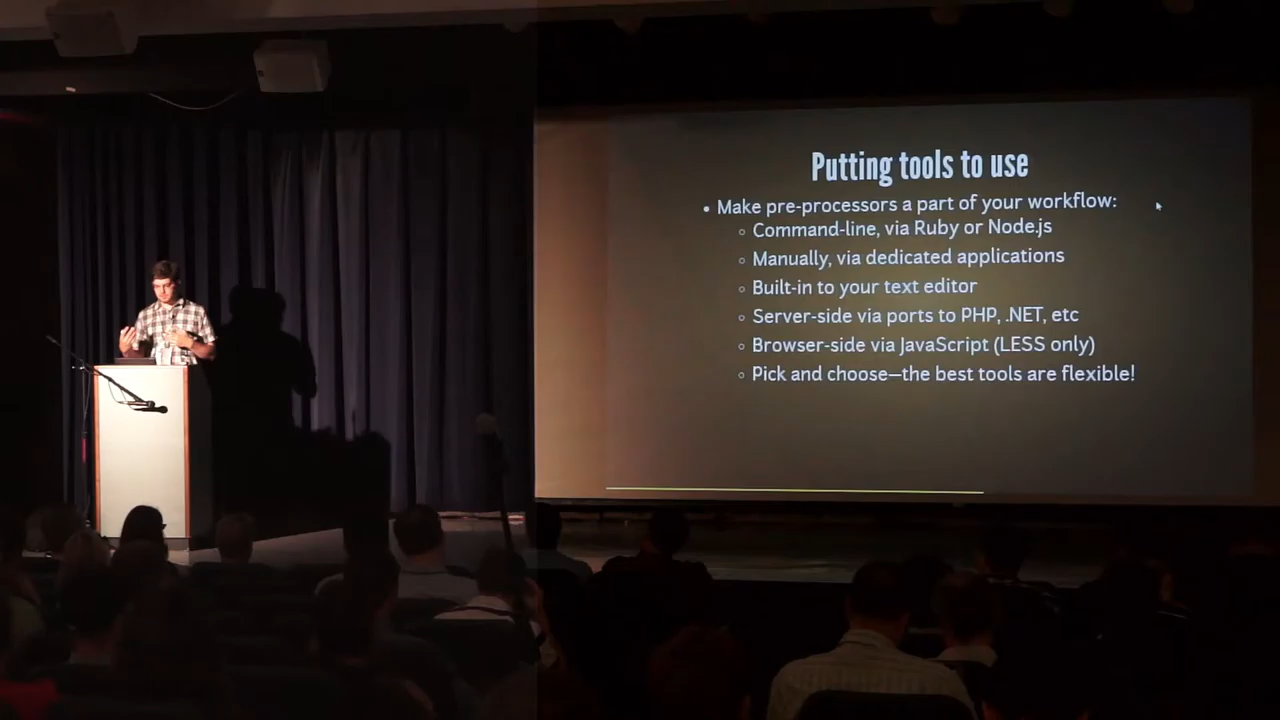 Putting tools to use
• Make pre-processors a part of your workflow:
○ Command-line, via Ruby or Node.js
○ Manually, via dedicated applications
○ Built-in to your text editor
○ Server-side via ports to PHP, .NET, etc
○ Browser-side via JavaScript (LESS only)
○ Pick and choose—the best tools are flexible!